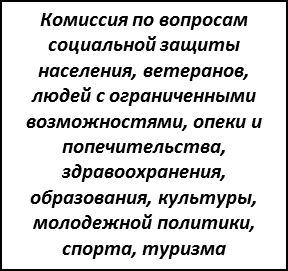 Комиссия по вопросам
социальной защиты
населения, ветеранов,
людей с ограниченными
возможностями, опеки и
попечительства,
здравоохранения,
образования, культуры,
молодежной политики,
спорта, туризма